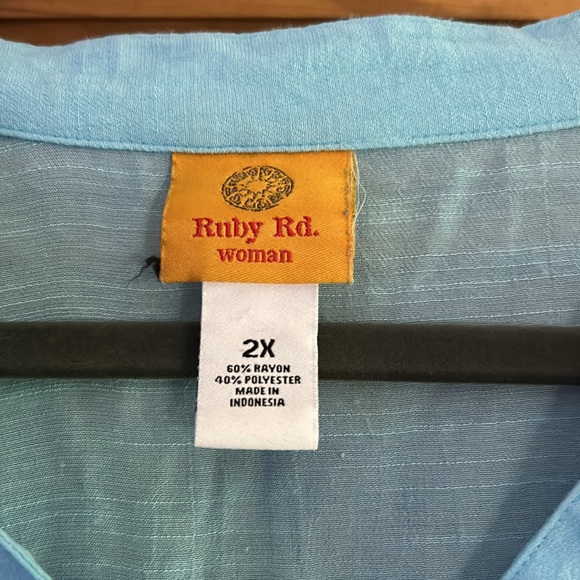 Ruby Rd.
woman
2X
60% RAYON
40% POLYESTER
MADE IN
INDONESIA